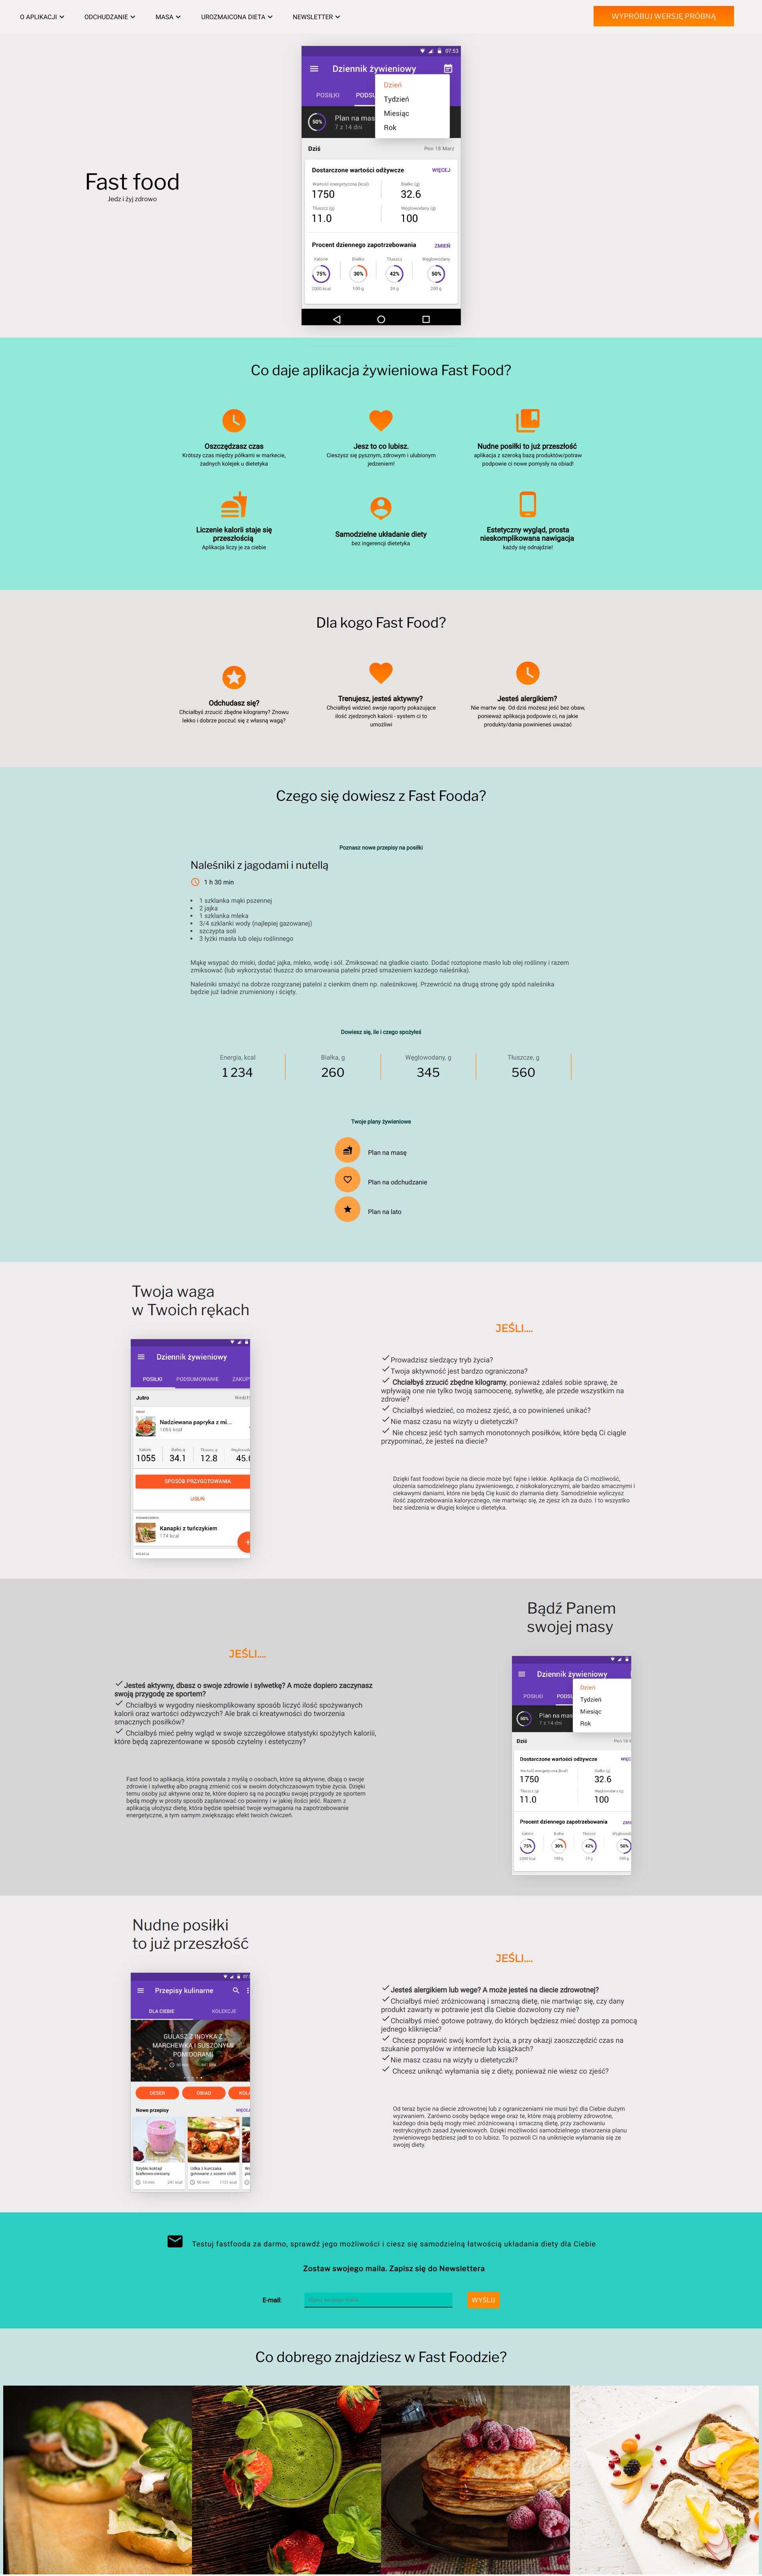 O APLIKACJI
ODCHUDZANIE
MASA
UROZMAICONA DIETA
NEWSLETTER
WYPRÓBUJ WERSJĘ PRÓBNĄ
Fast food
Jedz i żyj zdrowo
07:53
Dziennik żywieniowy
Dzień
Tydzień
Miesiąc
Rok
POSIŁKI
PODSU
50%
Plan na mas
7 z 14 dni
Dziś
Pon 18 Marz
Dostarczone wartości odżywcze
WIĘCEJ
Wartość energetyczna (kcal)
Białko (g)
1750
32.6
Tłuszcz (g)
Węglowodany (g)
11.0
100
Procent dziennego zapotrzebowania
ZMIEŃ
Kalorie
Białko
Tłuszcz
Węglowodany
75%
30%
42%
50%
2000 kcal
100 g
24 g
200 g
Co daje aplikacja żywieniowa Fast Food?
Oszczędzasz czas
Krótszy czas między półkami w markecie,
żadnych kolejek u dietetyka
Jesz to co lubisz.
Cieszysz się pysznym, zdrowym i ulubionym
jedzeniem!
Nudne posiłki to już przeszłość
aplikacja z szeroką bazą produktów/potraw
podpowie ci nowe pomysły na obiad!
Liczenie kalorii staje się
przeszłością
Aplikacja liczy je za ciebie
Samodzielne układanie diety
bez ingerencji dietetyka
Estetyczny wygląd, prosta
nieskomplikowana nawigacja
każdy się odnajdzie!
Dla kogo Fast Food?
Odchudasz się?
Chciałbyś zrzucić zbędne kilogramy? Znowu
lekko i dobrze poczuć się z własną wagą?
Trenujesz, jesteś aktywny?
Chciałbyś widzieć swoje raporty pokazujące
ilość zjedzonych kalorii - system ci to
umożliwi
Jesteś alergikiem?
Nie martw się. Od dziś możesz jeść bez obaw,
ponieważ aplikacja podpowie ci, na jakie
produkty/dania powinieneś uważać
Czego się dowiesz z Fast Fooda?
Poznasz nowe przepisy na posiłki
Naleśniki z jagodami i nutellą
1 h 30 min
• 1 szklanka mąki pszennej
• 2 jajka
• 1 szklanka mleka
• 3/4 szklanki wody (najlepiej gazowanej)
• szczypta soli
• 3 łyżki masła lub oleju roślinnego
Mąkę wsypać do miski, dodać jajka, mleko, wodę i sól. Zmiksować na gładkie ciasto. Dodać roztopione masło lub olej roślinny i razem
zmiksować (lub wykorzystać tłuszcz do smarowania patelni przed smażeniem każdego naleśnika).
Naleśniki smażyć na dobrze rozgrzanej patelni z cienkim dnem np. naleśnikowej. Przewrócić na drugą stronę gdy spód naleśnika
będzie już ładnie zrumieniony i ścięty.
Dowiesz się, ile i czego spożyłeś
Energia, kcal
Białka, g
Węglowodany, g
Tłuszcze, g
1 234
260
345
560
Twoje plany żywieniowe
Plan na masę
Plan na odchudzanie
Plan na lato
Twoja waga
w Twoich rękach
Dziennik żywieniowy
POSIŁKI
PODSUMOWANIE
ZAKUP
Jutro
Nadziewana papryka z mi...
1055 kcal
1055
34.1
12.8
45.
SPOSÓB PRZYGOTOWANIA
USUŃ
Kanapki z tuńczykiem
174 kcal
JEŚLI....
Prowadzisz siedzący tryb życia?
Twoja aktywność jest bardzo ograniczona?
Chciałbyś zrzucić zbędne kilogramy, ponieważ zdałeś sobie sprawę, że
wpływają one nie tylko twoją samoocenę, sylwetkę, ale przede wszystkim na
zdrowie?
Chciałbyś wiedzieć, co możesz zjeść, a co powinieneś unikać?
Nie masz czasu na wizyty u dietetyczki?
Nie chcesz jeść tych samych monotonnych posiłków, które będą Ci ciągle
przypominać, że jesteś na diecie?
Dzięki fast foodowi bycie na diecie może być fajne i lekkie. Aplikacja da Ci możliwość,
ułożenia samodzielnego planu żywieniowego, z niskokalorycznymi, ale bardzo smacznymi i
ciekawymi daniami, które nie będą Cię kusić do złamania diety. Samodzielnie wyliczysz
ilość zapotrzebowania kalorycznego, nie martwiąc się, że zjesz ich za dużo. I to wszystko
bez siedzenia w długiej kolejce u dietetyka.
Bądź Panem
swojej masy
JEŚLI....
Jesteś aktywny, dbasz o swoje zdrowie i sylwetkę? A może dopiero zaczynasz
swoją przygodę ze sportem?
Chciałbyś w wygodny nieskomplikowany sposób liczyć ilość spożywanych
kalorii oraz wartości odżywczych? Ale brak ci kreatywności do tworzenia
smacznych posiłków?
Chciałbyś mieć pełny wgląd w swoje szczegółowe statystyki spożytych kalorii,
które będą zaprezentowane w sposób czytelny i estetyczny?
Fast food to aplikacja, która powstała z myślą o osobach, które są aktywne, dbają o swoje
zdrowie i sylwetkę albo pragną zmienić coś w swoim dotychczasowym trybie życia. Dzięki
temu osoby już aktywne oraz te, które dopiero są na początku swojej przygody ze sportem
będą mogły w prosty sposób zaplanować co powinny i w jakiej ilości jeść. Razem z
aplikacją ułożysz dietę, która będzie spełniać twoje wymagania na zapotrzebowanie
energetyczne, a tym samym zwiększając efekt twoich ćwiczeń.
Dziennik żywieniowy
Dzień
Tydzień
Miesiąc
Rok
POSIŁKI
PODSU
50%
Plan na mas
7 z 14 dni
Dziś
Pon 18
Dostarczone wartości odżywcze
WIĘC
Wartość energetyczna (kcal)
Białko (g)
1750
32.6
Tłuszcz (g)
Węglowodany (g)
11.0
100
Procent dziennego zapotrzebowania
ZMI
75%
30%
42%
50%
Nudne posiłki
to już przeszłość
Przepisy kulinarne
DLA CIEBIE
KOLEKCJE
GULASZ Z INDYKA Z
MARCHEWKĄ I SUSZONYMI
POMIDORAMI
DESER
OBIAD
KOLA
Nowe przepisy
WIĘCEJ
Szybki koktajl
białkowo-owsiany
udka z kurczaka
gotowane z sosem chilli
10 min
241 kcal
60 min
1131 kcal
JEŚLI....
Jesteś alergikiem lub wege? A może jesteś na diecie zdrowotnej?
Chciałbyś mieć zróżnicowaną i smaczną dietę, nie martwiąc się, czy dany
produkt zawarty w potrawie jest dla Ciebie dozwolony czy nie?
Chciałbyś mieć gotowe potrawy, do których będziesz mieć dostęp za pomocą
jednego kliknięcia?
Chcesz poprawić swój komfort życia, a przy okazji zaoszczędzić czas na
szukanie pomysłów w internecie lub książkach?
Nie masz czasu na wizyty u dietetyczki?
Chcesz uniknąć wyłamania się z diety, ponieważ nie wiesz co zjeść?
Od teraz bycie na diecie zdrowotnej lub z ograniczeniami nie musi być dla Ciebie dużym
wyzwaniem. Zarówno osoby będące wege oraz te, które mają problemy zdrowotne,
każdego dnia będą mogły mieć zróżnicowaną i smaczną dietę, przy zachowaniu
restrykcyjnych zasad żywieniowych. Dzięki możliwości samodzielnego stworzenia planu
żywieniowego będziesz jadł to co lubisz. To pozwoli Ci na uniknięcie wyłamania się ze
swojej diety.
Testuj fastfooda za darmo, sprawdź jego możliwości i ciesz się samodzielną łatwością układania diety dla Ciebie
Zostaw swojego maila. Zapisz się do Newslettera
E-mail:
WYŚLIJ
Co dobrego znajdziesz w Fast Foodzie?